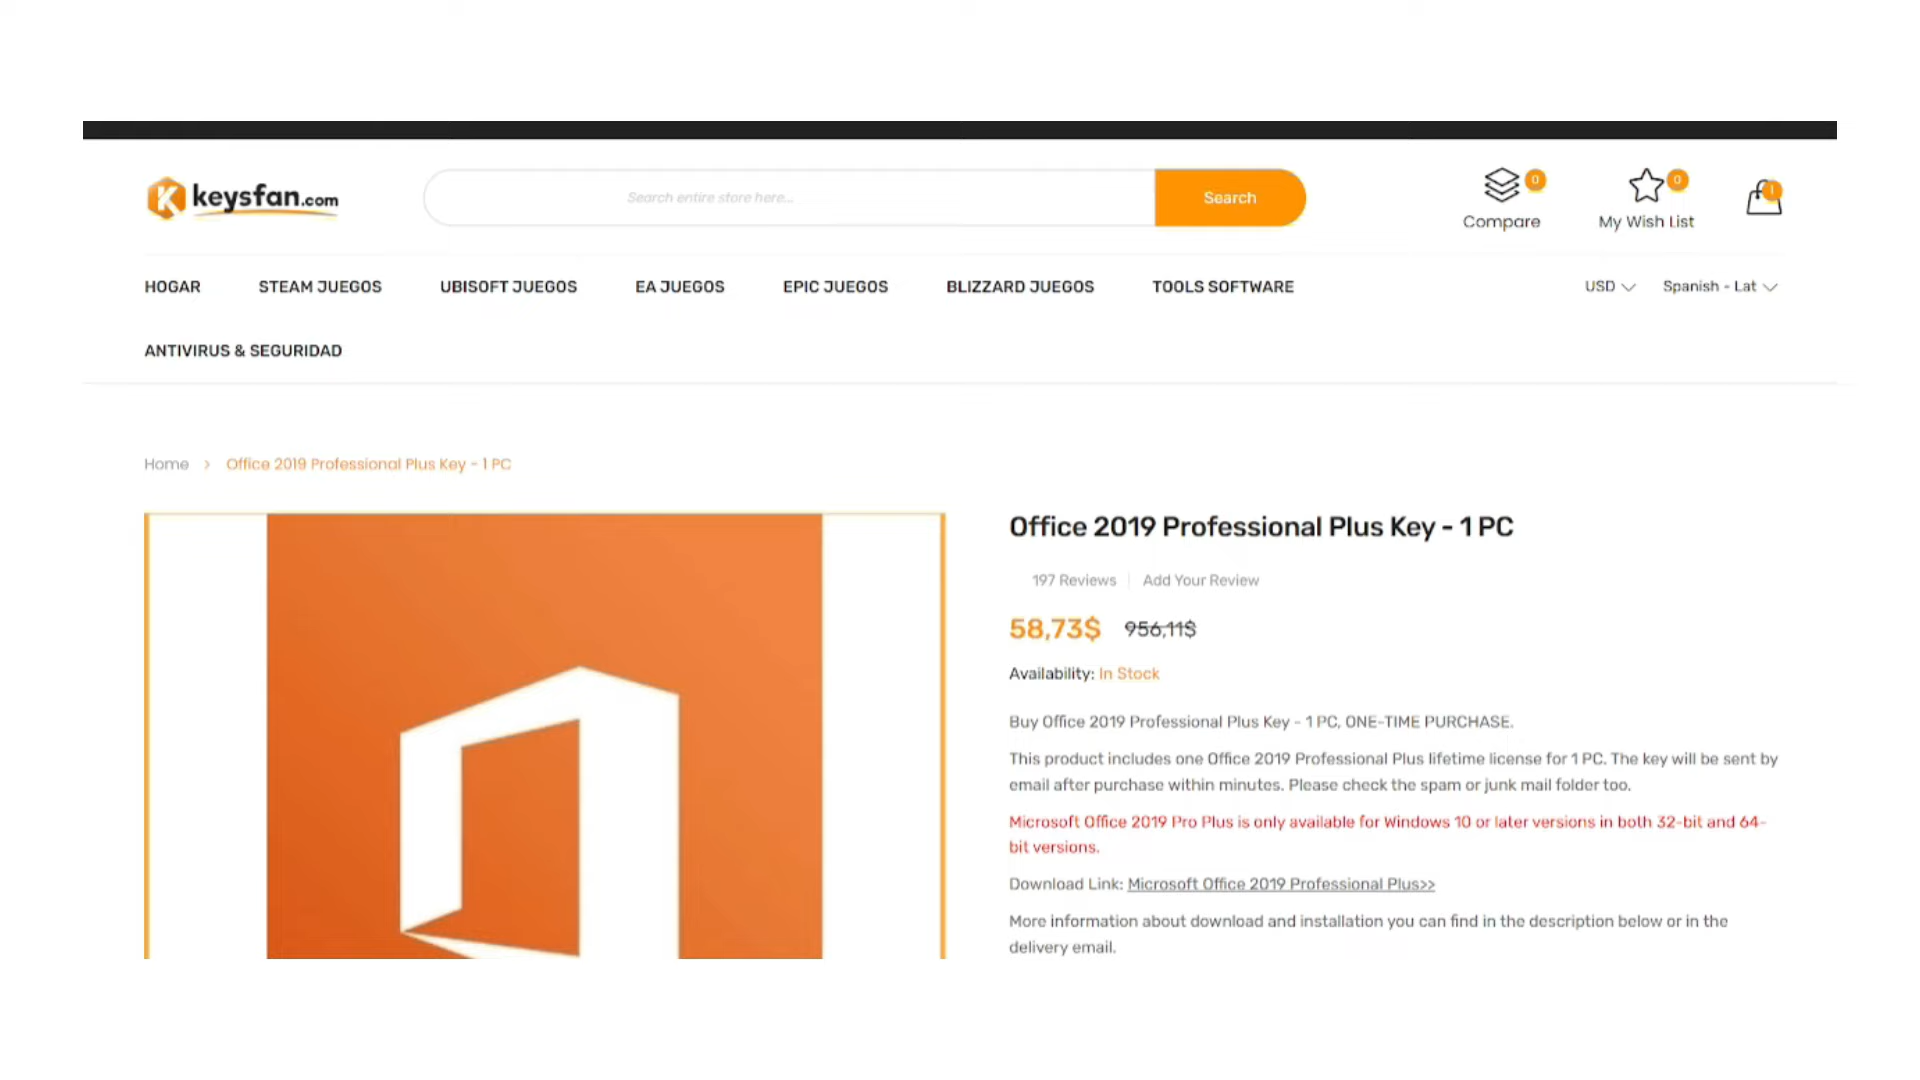 keysfan.com
Search entire store here...
Search
0
Compare
0
My Wish List
1
HOGAR STEAM JUEGOS UBISOFT JUEGOS EA JUEGOS EPIC JUEGOS BLIZZARD JUEGOS TOOLS SOFTWARE
USD Spanish - Lat
ANTIVIRUS & SEGURIDAD
Home > Office 2019 Professional Plus Key - 1 PC
Office 2019 Professional Plus Key - 1 PC
197 Reviews Add Your Review
58,73$ 956,11$
Availability: In Stock
Buy Office 2019 Professional Plus Key - 1 PC, ONE-TIME PURCHASE.
This product includes one Office 2019 Professional Plus lifetime license for 1 PC. The key will be sent by
email after purchase within minutes. Please check the spam or junk mail folder too.
Microsoft Office 2019 Pro Plus is only available for Windows 10 or later versions in both 32-bit and 64-
bit versions.
Download Link: Microsoft Office 2019 Professional Plus>>
More information about download and installation you can find in the description below or in the
delivery email.